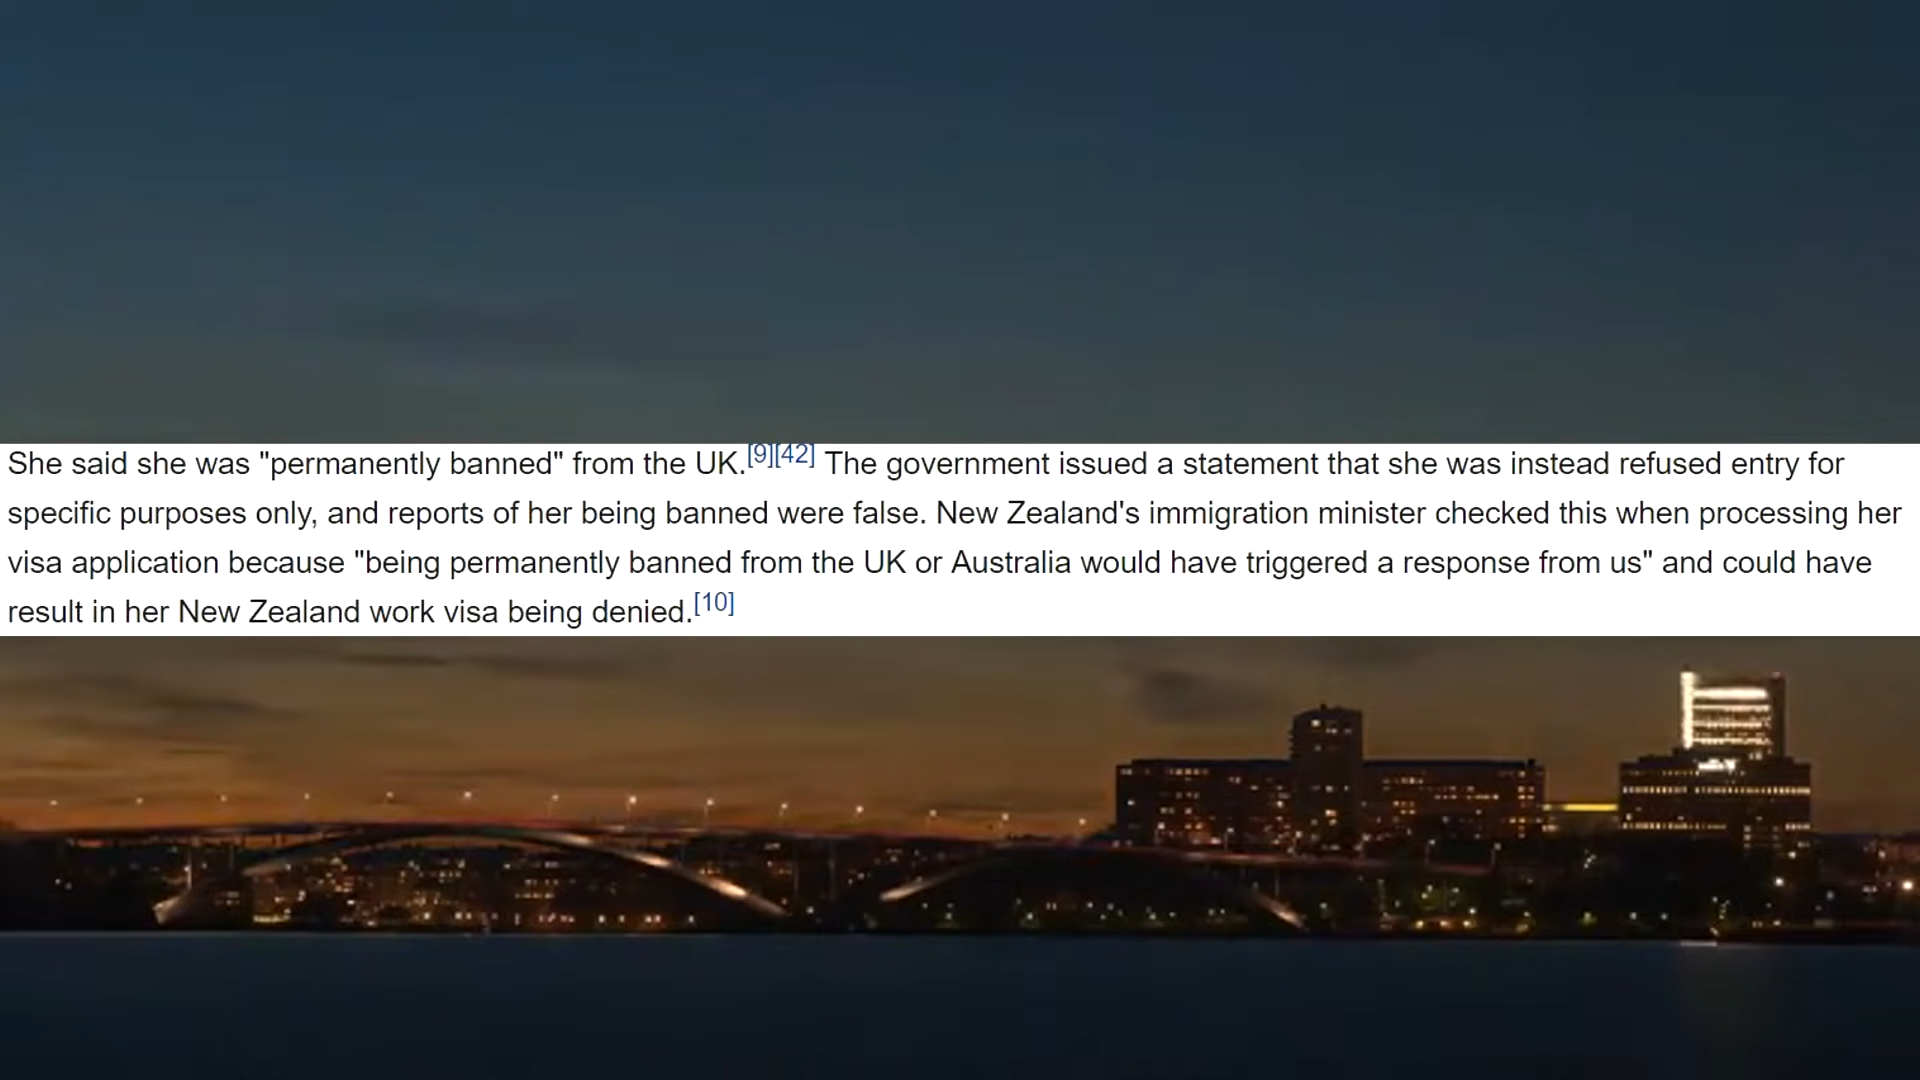 She said she was "permanently banned" from the UK.[9][42] The government issued a statement that she was instead refused entry for
specific purposes only, and reports of her being banned were false. New Zealand's immigration minister checked this when processing her
visa application because "being permanently banned from the UK or Australia would have triggered a response from us" and could have
result in her New Zealand work visa being denied.[10]